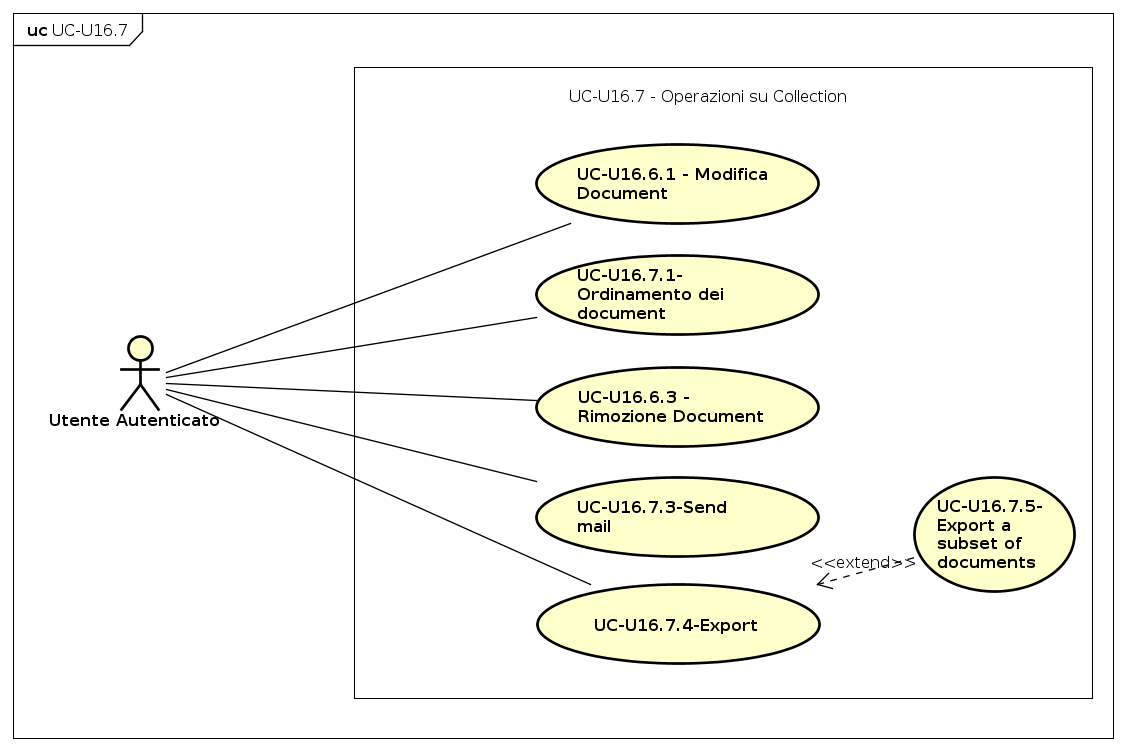 uc UC-U16.7
UC-U16.7 - Operazioni su Collection
UC-U16.6.1 - Modifica
Document
UC-U16.7.1-
Ordinamento dei
document
UC-U16.6.3 -
Rimozione Document
Utente Autenticato
UC-U16.7.3-Send
mail
UC-U16.7.5-
Export a
subset of
documents
<<extend>>
UC-U16.7.4-Export